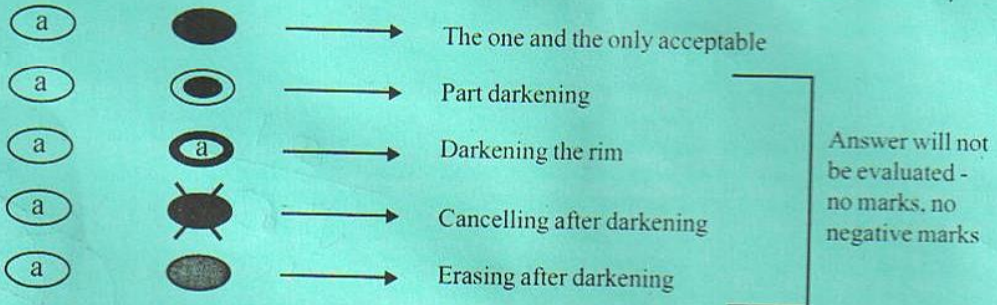 a The one and the only acceptable
a Part darkening
a a Darkening the rim
a Cancelling after darkening
a Erasing after darkening
Answer will not
be evaluated -
no marks, no
negative marks